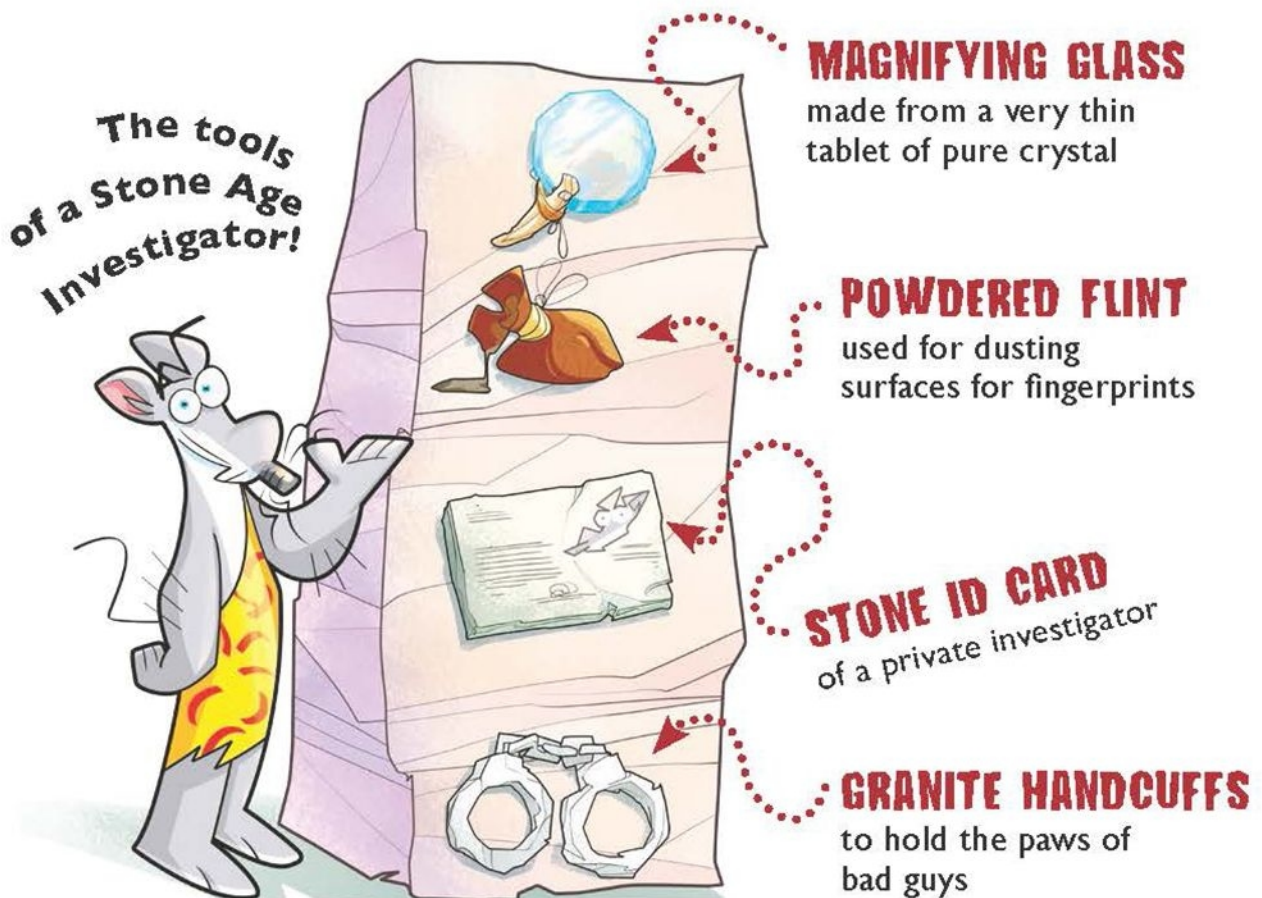 The tools
of a Stone Age
Investigator!
MAGNIFYING GLASS
made from a very thin
tablet of pure crystal
POWDERED FLINT
used for dusting
surfaces for fingerprints
STONE ID CARD
of a private investigator
GRANITE HANDCUFFS
to hold the paws of
bad guys